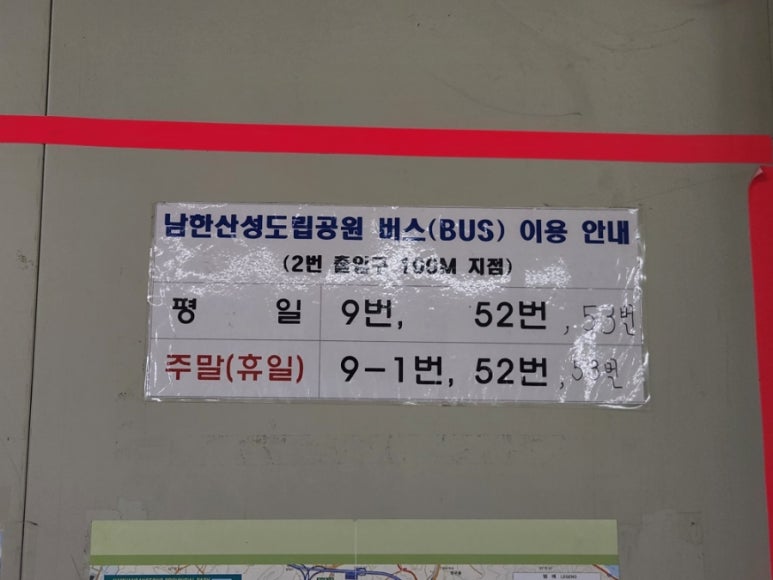 남한산성도립공원 버스(BUS) 이용 안내
(2번 출입구 100M 지점)
평 일 9번, 52번, 53번
주말(휴일) 9-1번, 52번, 53번